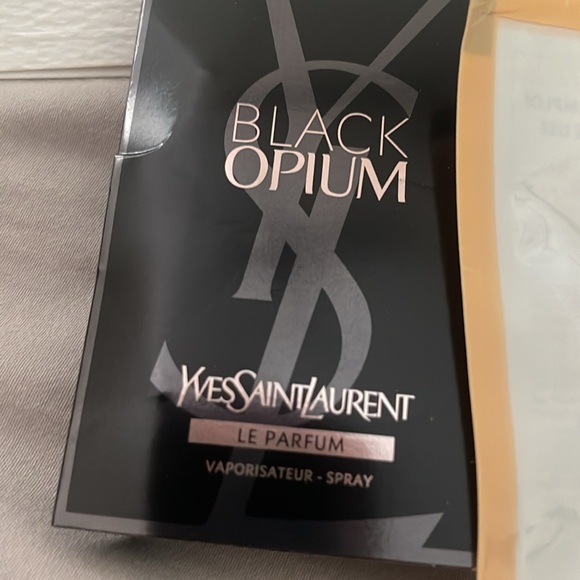 BLACK
OPIUM
YVESSAINTLAURENT
LE PARFUM
VAPORISATEUR - SPRAY